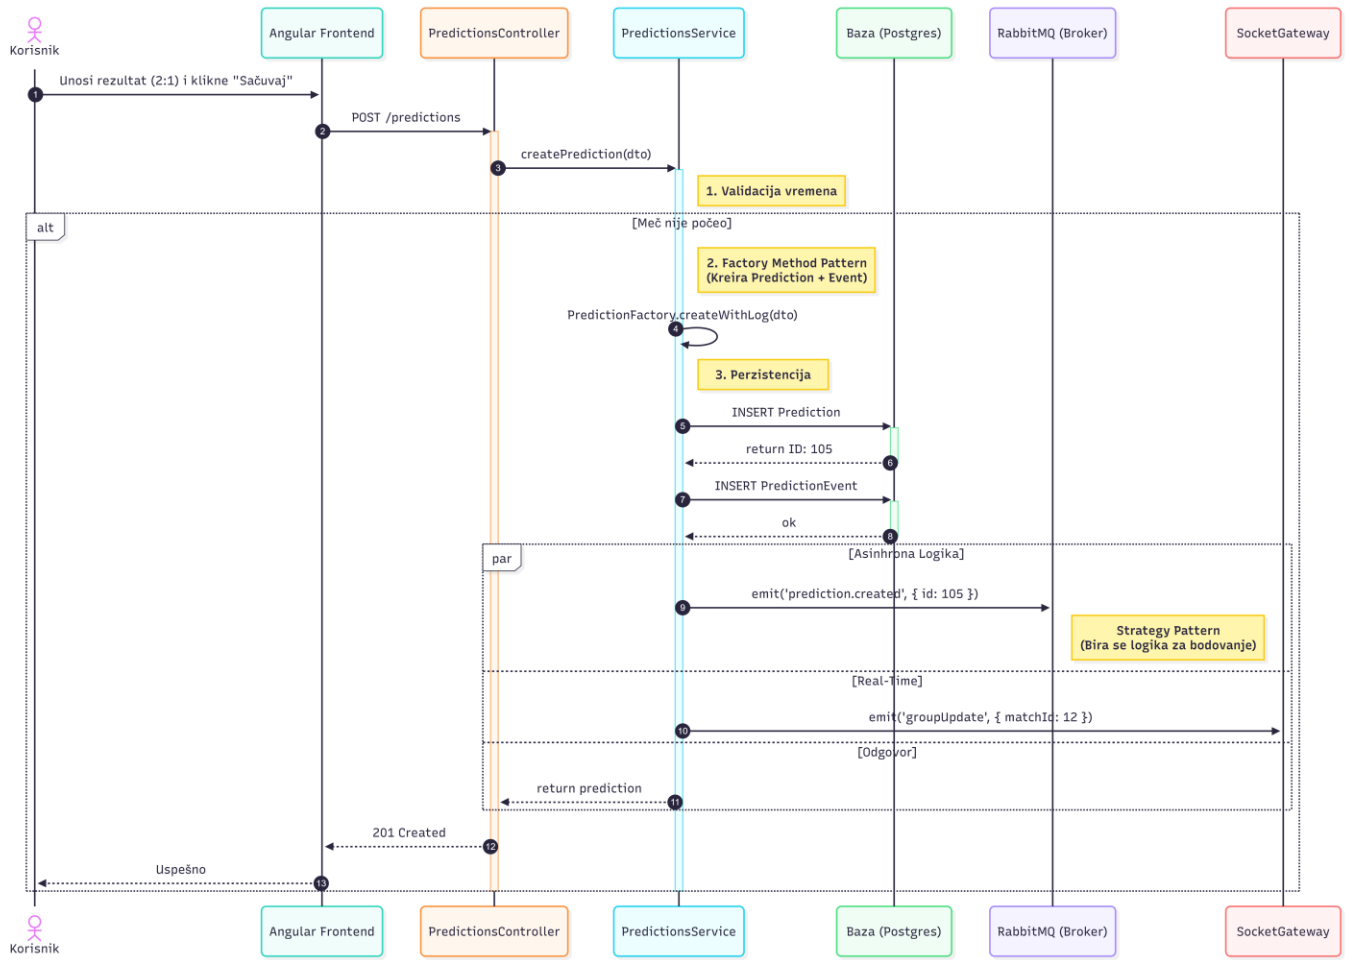 Korisnik
Angular Frontend
PredictionsController
PredictionsService
Baza (Postgres)
RabbitMQ (Broker)
SocketGateway
Unosi rezultat (2:1) i klikne "Sačuvaj"
1
POST /predictions
2
createPrediction(dto)
3
1. Validacija vremena
alt
[Meč nije počeo]
2. Factory Method Pattern
(Kreira Prediction + Event)
PredictionFactory.createWithLog(dto)
4
3. Perzistencija
INSERT Prediction
5
return ID: 105
6
INSERT PredictionEvent
7
ok
8
par
[Asinhrona Logika]
emit('prediction.created', { id: 105 })
9
Strategy Pattern
(Bira se logika za bodovanje)
[Real-Time]
emit('groupUpdate', { matchId: 12 })
10
[Odgovor]
return prediction
11
201 Created
12
Uspešno
13
Korisnik
Angular Frontend
PredictionsController
PredictionsService
Baza (Postgres)
RabbitMQ (Broker)
SocketGateway